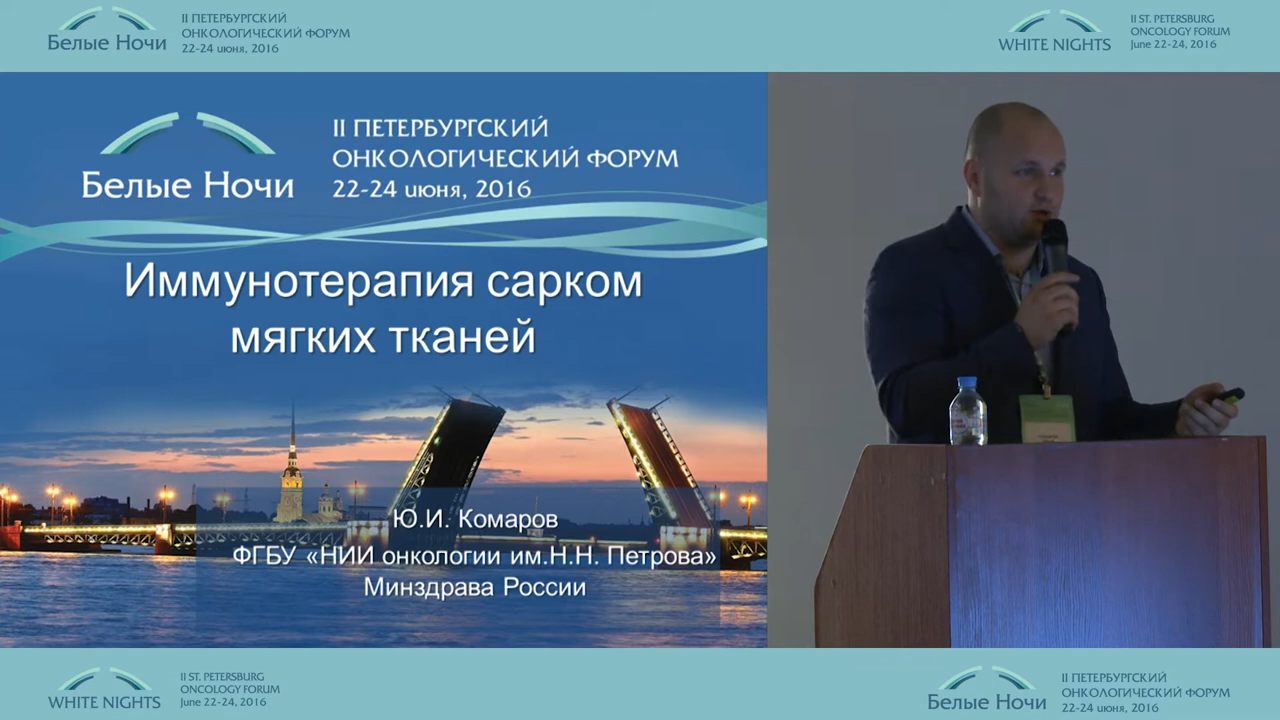 Белые Ночи
II ПЕТЕРБУРГСКИЙ
ОНКОЛОГИЧЕСКИЙ ФОРУМ
22-24 июня, 2016
WHITE NIGHTS
II ST. PETERSBURG
ONCOLOGY FORUM
June 22-24, 2016
Белые Ночи
II ПЕТЕРБУРГСКИЙ
ОНКОЛОГИЧЕСКИЙ ФОРУМ
22-24 июня, 2016
Иммунотерапия сарком
мягких тканей
Ю.И. Комаров
ФГБУ «НИИ онкологии им.Н.Н. Петрова»
Минздрава России
WHITE NIGHTS
II ST. PETERSBURG
ONCOLOGY FORUM
June 22-24, 2016
Белые Ночи
II ПЕТЕРБУРГСКИЙ
ОНКОЛОГИЧЕСКИЙ ФОРУМ
22-24 июня, 2016